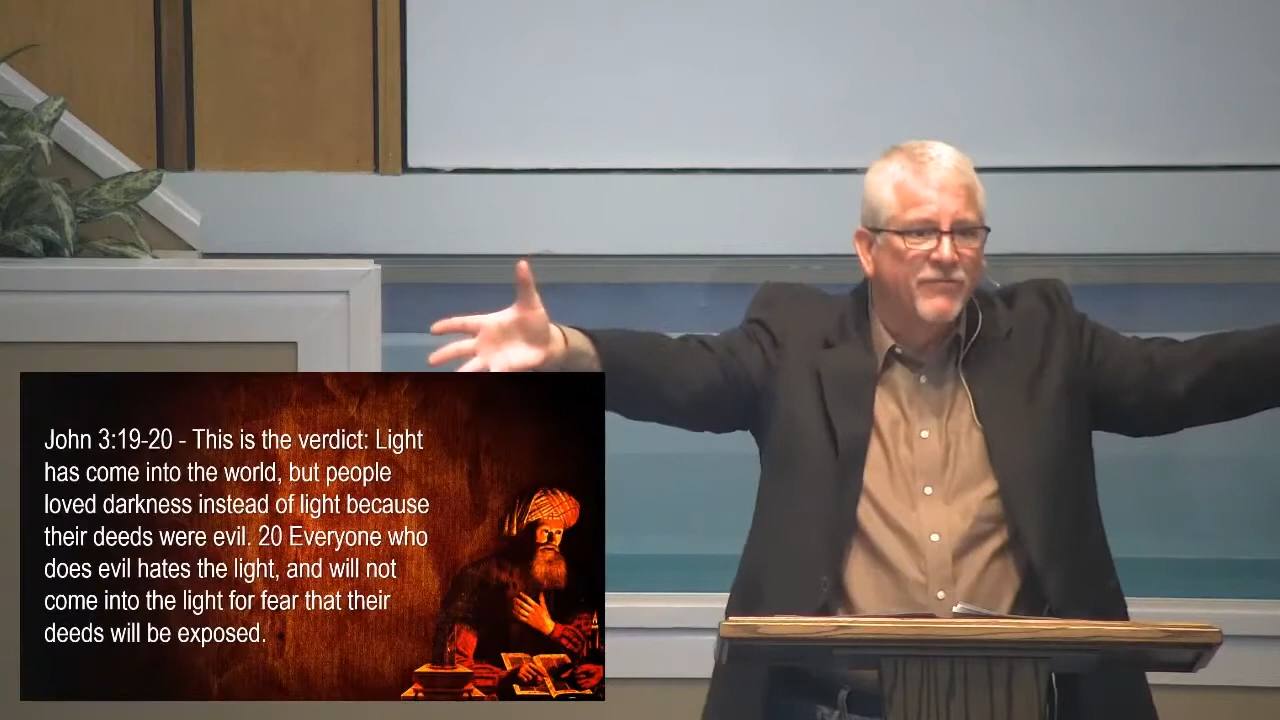 John 3:19-20 - This is the verdict: Light
has come into the world, but people
loved darkness instead of light because
their deeds were evil. 20 Everyone who
does evil hates the light, and will not
come into the light for fear that their
deeds will be exposed.